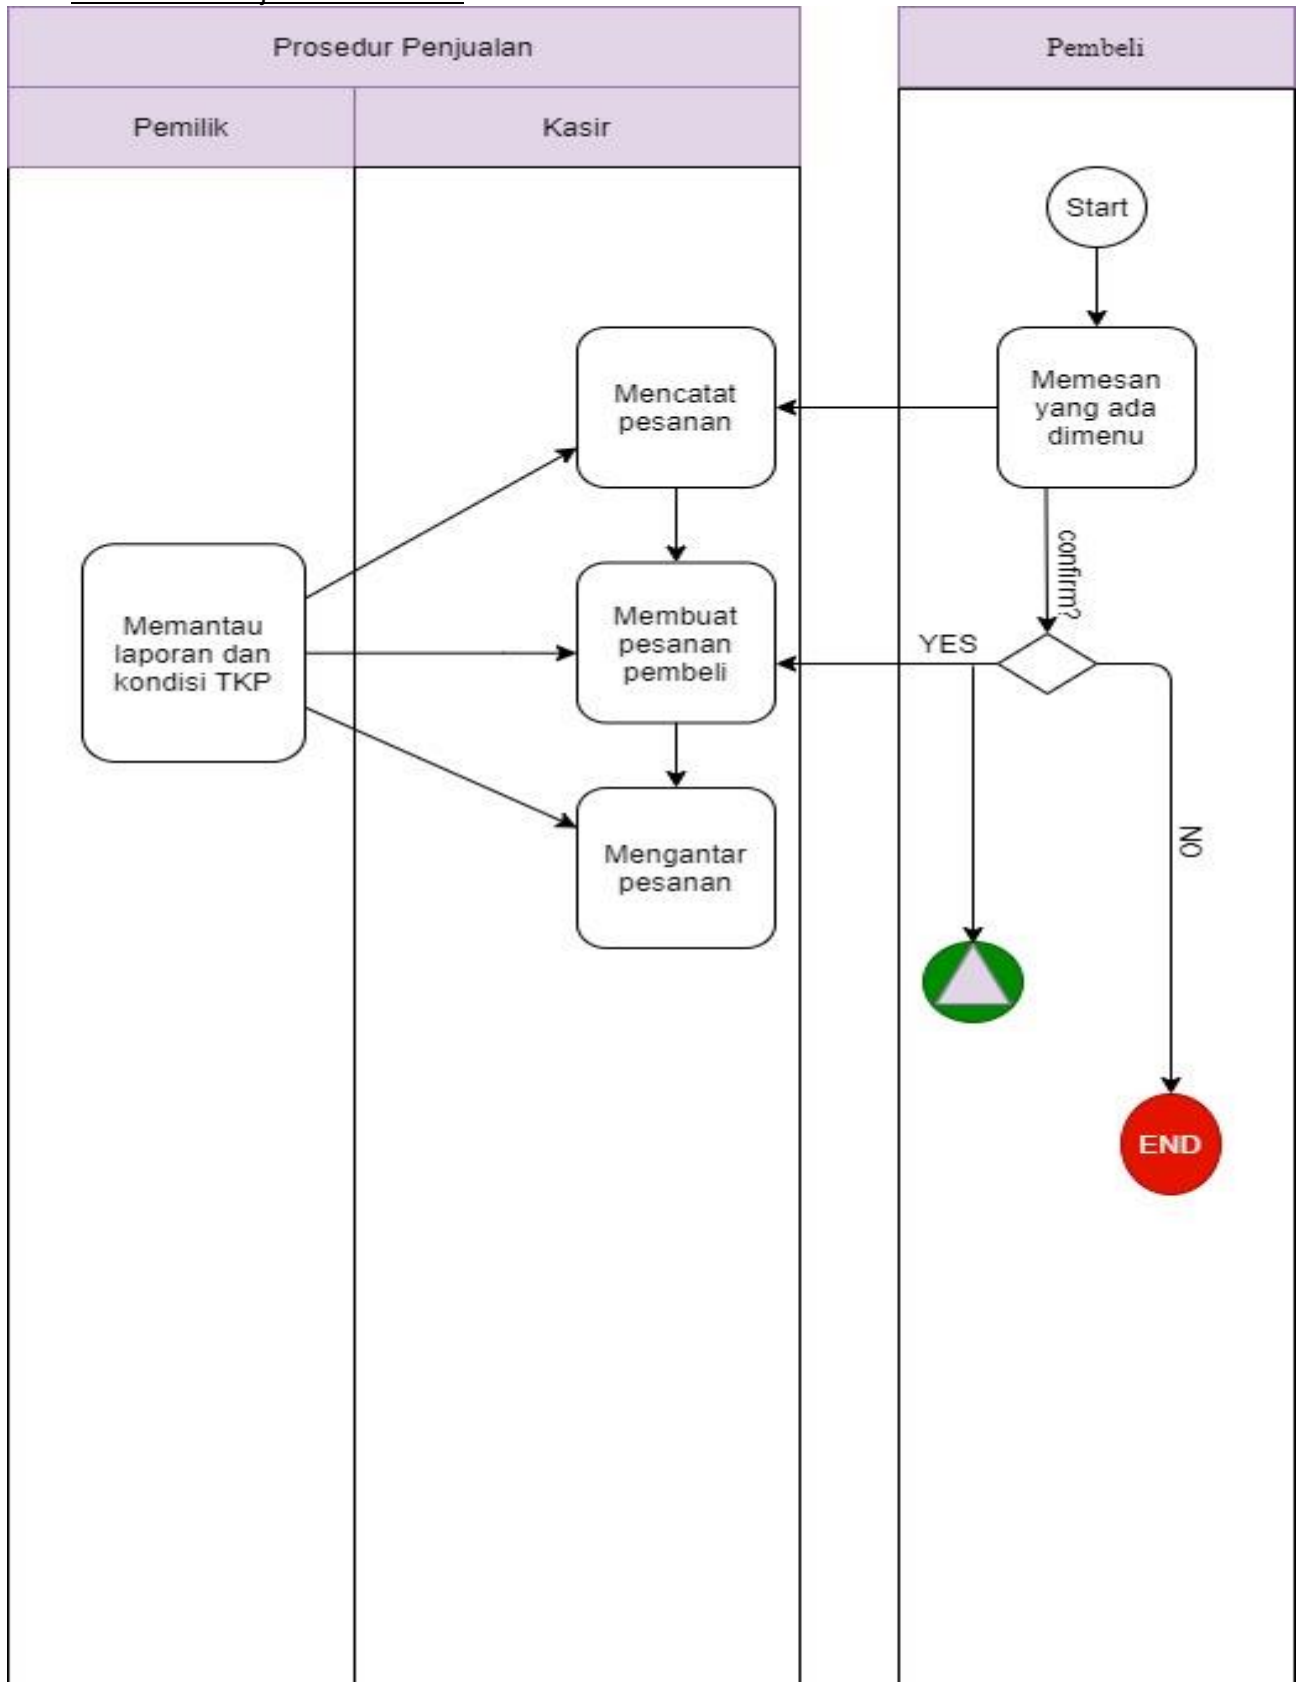 Prosedur Penjualan
Pembeli
Pemilik
Kasir
Start
Mencatat
pesanan
Memesan
yang ada
dimenu
confirm?
Memantau
laporan dan
kondisi TKP
Membuat
pesanan
pembeli
YES
NO
Mengantar
pesanan
END